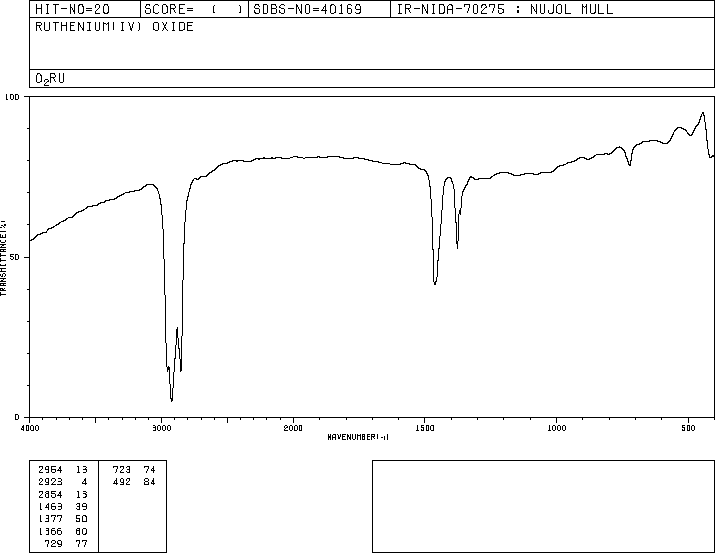 HIT-NO=20 SCORE= ( ) SDBS-NO=40169 IR-NIDA-70275 : NUJOL MULL
RUTHENIUM(IV) OXIDE
O2RU
100
50
0
TRANSMITTANCE(%)
4000 3000 2000 1500 1000 500
WAVENUMBER(-1)
2954 13 723 74
2923 4 492 84
2854 13
1463 39
1377 50
1366 60
729 77